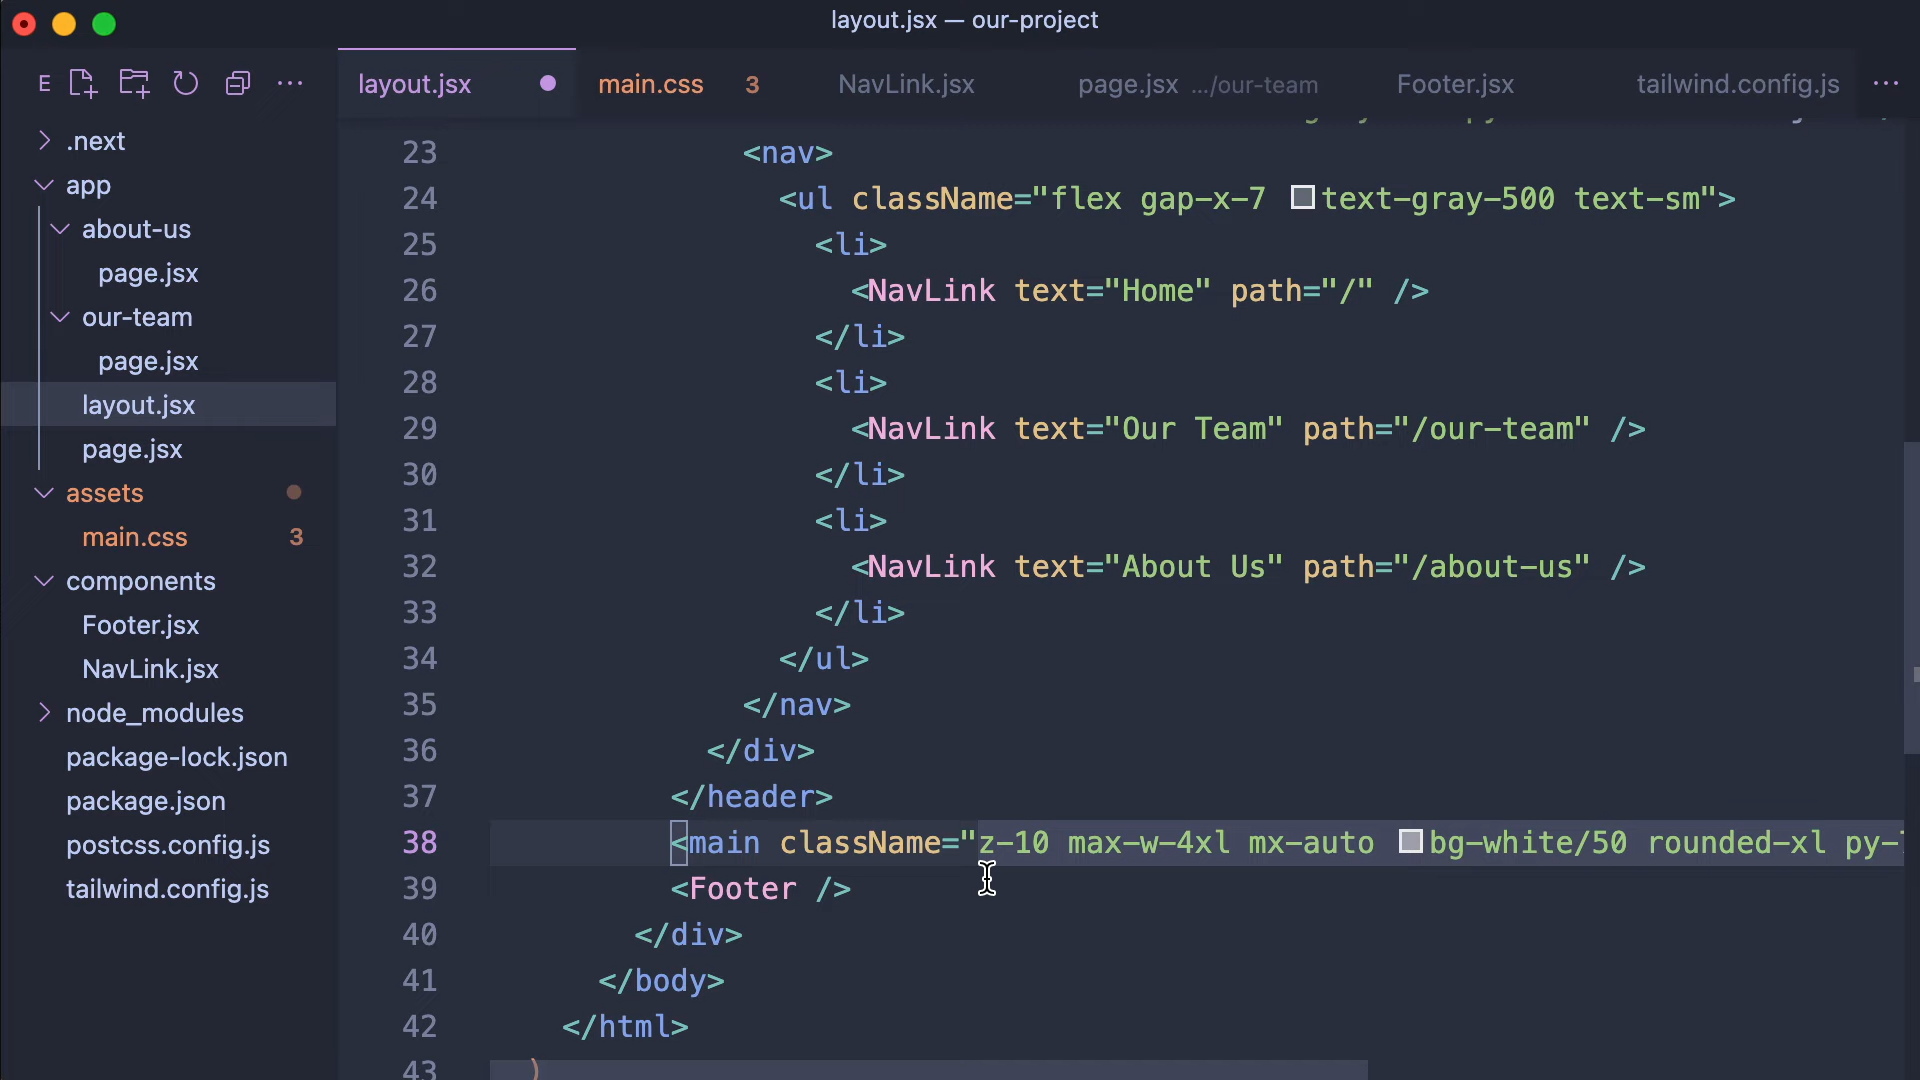 layout.jsx — our-project
E
layout.jsx
main.css 3
NavLink.jsx
page.jsx .../our-team
Footer.jsx
tailwind.config.js
.next
app
about-us
page.jsx
our-team
page.jsx
layout.jsx
page.jsx
assets
main.css 3
components
Footer.jsx
NavLink.jsx
node_modules
package-lock.json
package.json
postcss.config.js
tailwind.config.js
23 <nav>
24 <ul className="flex gap-x-7 text-gray-500 text-sm">
25 <li>
26 <NavLink text="Home" path="/" />
27 </li>
28 <li>
29 <NavLink text="Our Team" path="/our-team" />
30 </li>
31 <li>
32 <NavLink text="About Us" path="/about-us" />
33 </li>
34 </ul>
35 </nav>
36 </div>
37 </header>
38 <main className="z-10 max-w-4xl mx-auto bg-white/50 rounded-xl py-
39 <Footer />
40 </div>
41 </body>
42 </html>
43 )